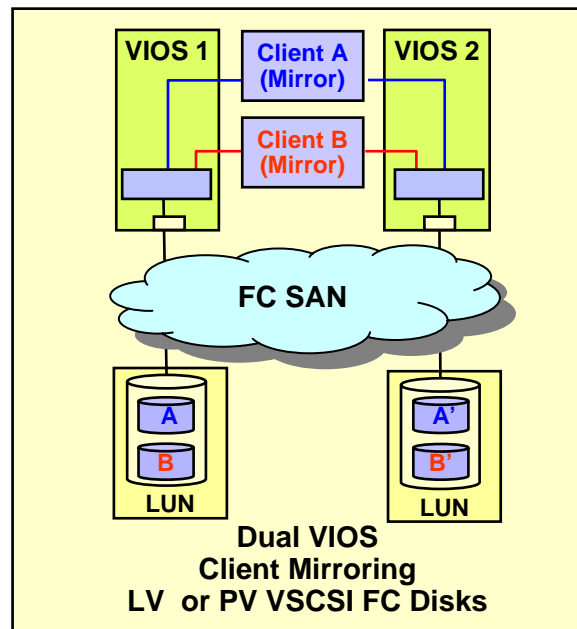 VIOS 1
Client A
(Mirror)
VIOS 2
Client B
(Mirror)
FC SAN
A
B
LUN
A’
B’
LUN
Dual VIOS
Client Mirroring
LV or PV VSCSI FC Disks